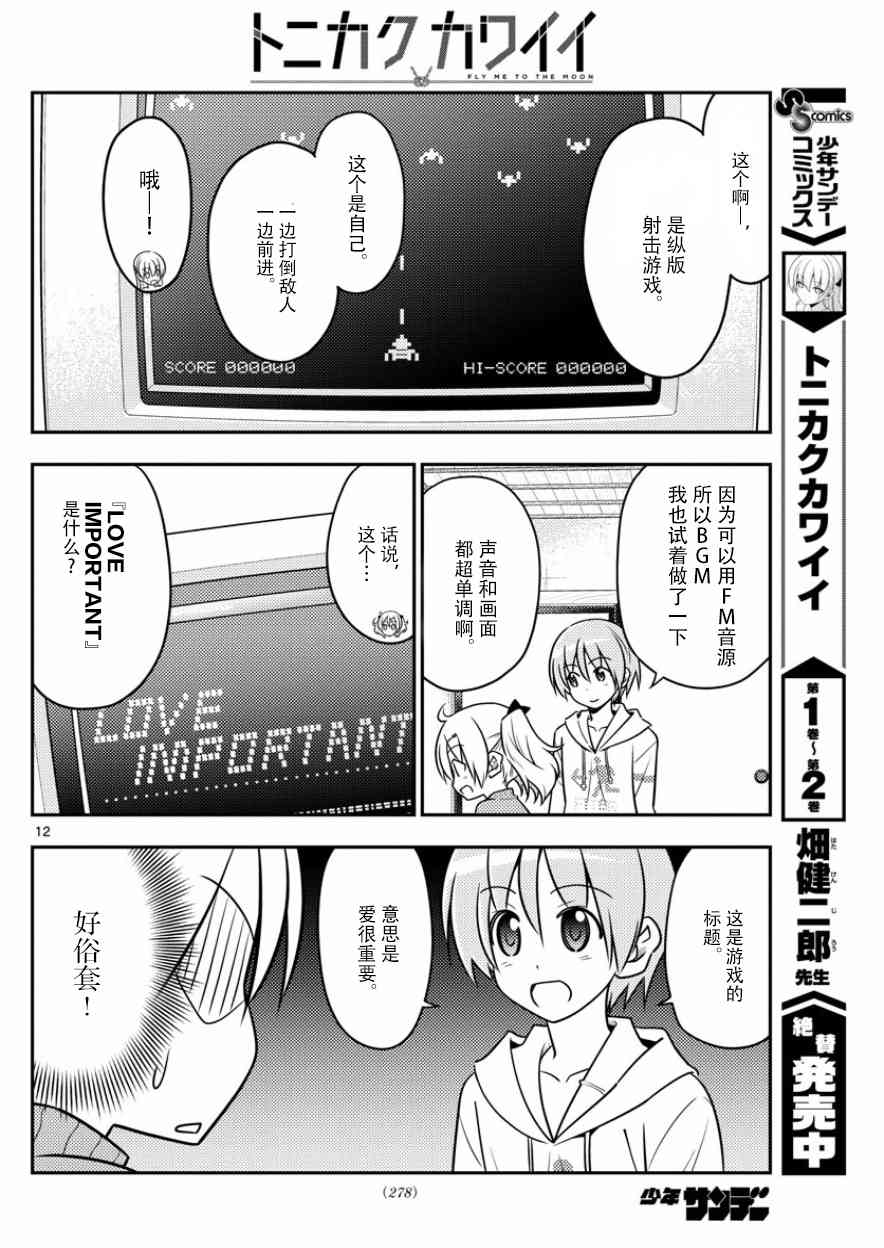 トニカクカワイイ
FLY ME TO THE MOON
这个啊—,
是纵版
射击游戏。
这个是自己。
一边打倒敌人
一边前进。
哦—!
SCORE 000000
HI-SCORE 000000
因为可以用FM音源
所以BGM
我也试着做了一下
声音和画面
都超单调啊。
话说,
这个…
『LOVE
IMPORTANT』
是什么?
LOVE
IMPORTANT
12
这是游戏的
标题。
意思是
爱很重要。
好俗套!
(278)
少年サンデー
S S comics
少年サンデー
コミックス
トニカクカワイイ
第1巻～第2巻
畑健二郎先生
はた けん じ ろう
絶賛発売中